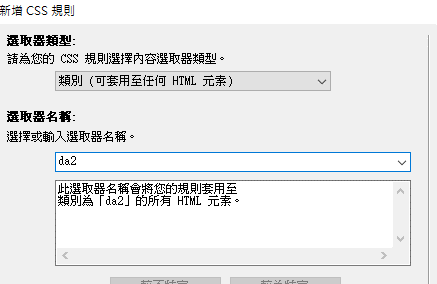 新增 CSS 規則
選取器類型:
請為您的 CSS 規則選擇內容選取器類型。
類別 (可套用至任何 HTML 元素)
選取器名稱:
選擇或輸入選取器名稱。
da2
此選取器名稱會將您的規則套用至
類別為「da2」的所有 HTML 元素。